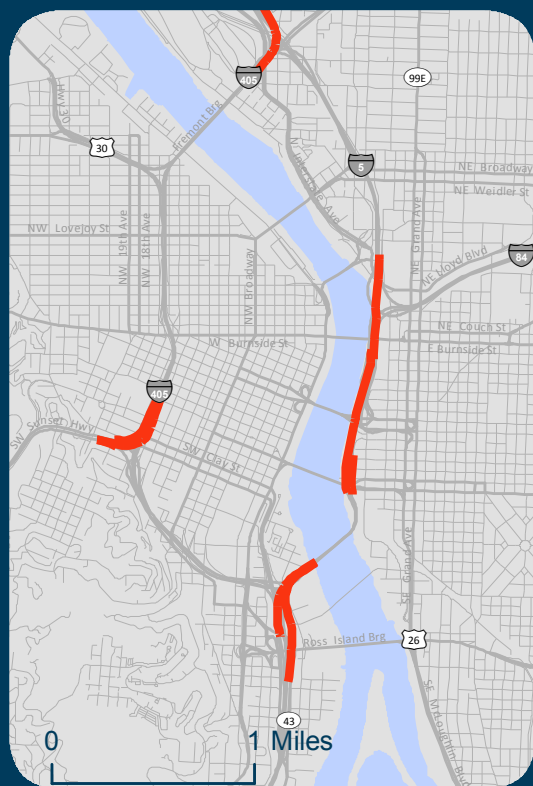 405
99E
Hwy 30
Fremont Brg
30
N Interstate Ave
5
NE Broadway
NE Weidler St
NW 19th Ave
NW 18th Ave
NW Lovejoy St
NE Grand Ave
NW Broadway
NE Lloyd Blvd
84
NE Couch St
W Burnside St
E Burnside St
405
SW Sunset Hwy
SW Clay St
SE Grand Ave
Ross Island Brg
26
SE McLoughlin Blvd
43
0
1 Miles